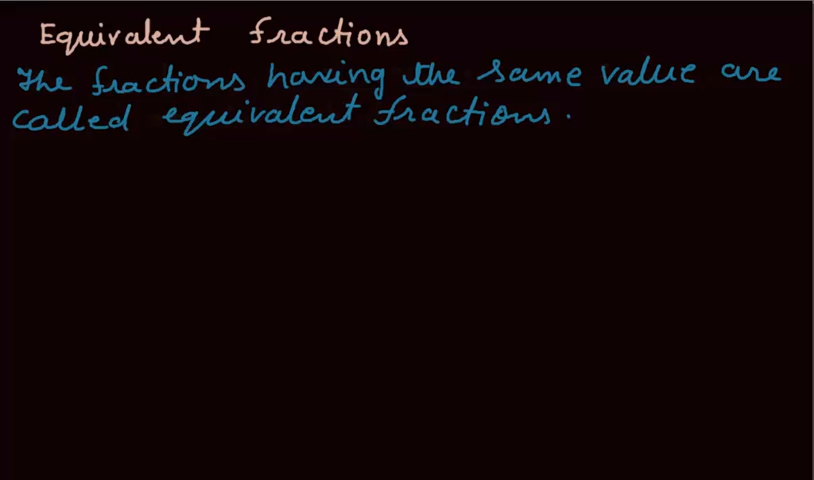 Equivalent fractions
The fractions having the same value are
called equivalent fractions.